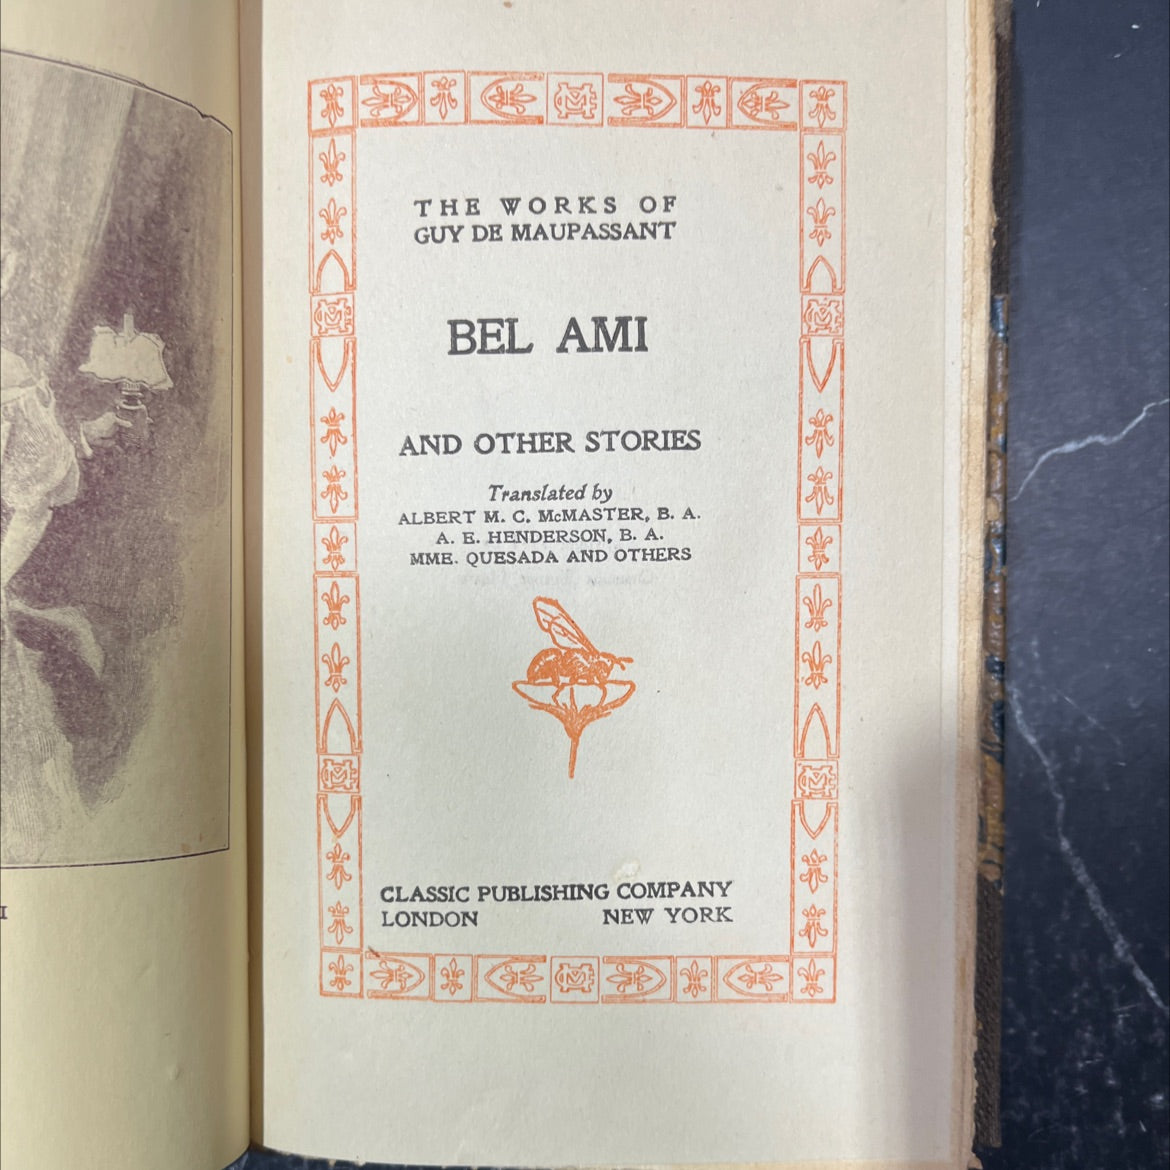 THE WORKS OF
GUY DE MAUPASSANT
BEL AMI
AND OTHER STORIES
Translated by
ALBERT M. C. McMASTER, B. A.
A. E. HENDERSON, B. A.
MME. QUESADA AND OTHERS
CLASSIC PUBLISHING COMPANY
LONDON NEW YORK